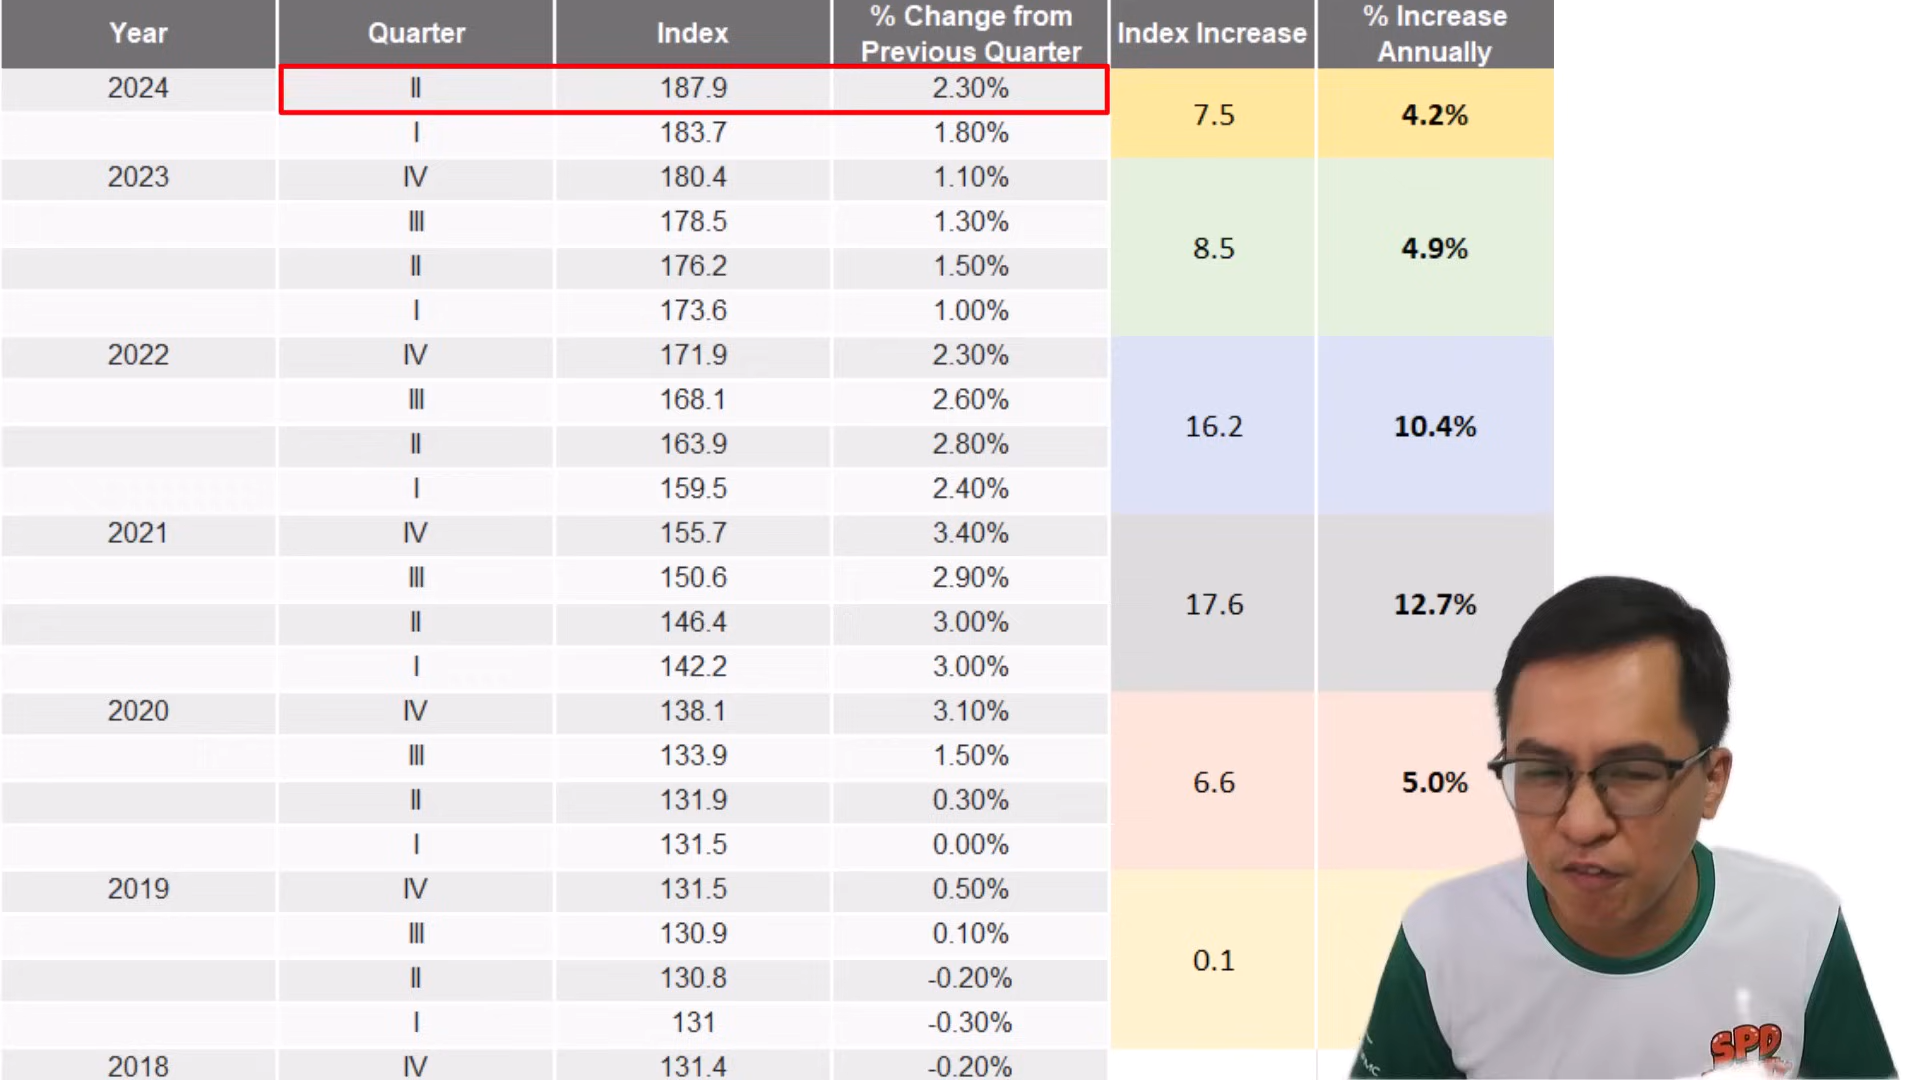 Year Quarter Index % Change from Previous Quarter Index Increase % Increase Annually
2024 II 187.9 2.30% 7.5 4.2%
I 183.7 1.80%
2023 IV 180.4 1.10% 8.5 4.9%
III 178.5 1.30%
II 176.2 1.50%
I 173.6 1.00%
2022 IV 171.9 2.30% 16.2 10.4%
III 168.1 2.60%
II 163.9 2.80%
I 159.5 2.40%
2021 IV 155.7 3.40% 17.6 12.7%
III 150.6 2.90%
II 146.4 3.00%
I 142.2 3.00%
2020 IV 138.1 3.10% 6.6 5.0%
III 133.9 1.50%
II 131.9 0.30%
I 131.5 0.00%
2019 IV 131.5 0.50% 0.1
III 130.9 0.10%
II 130.8 -0.20%
I 131 -0.30%
2018 IV 131.4 -0.20%
SPD